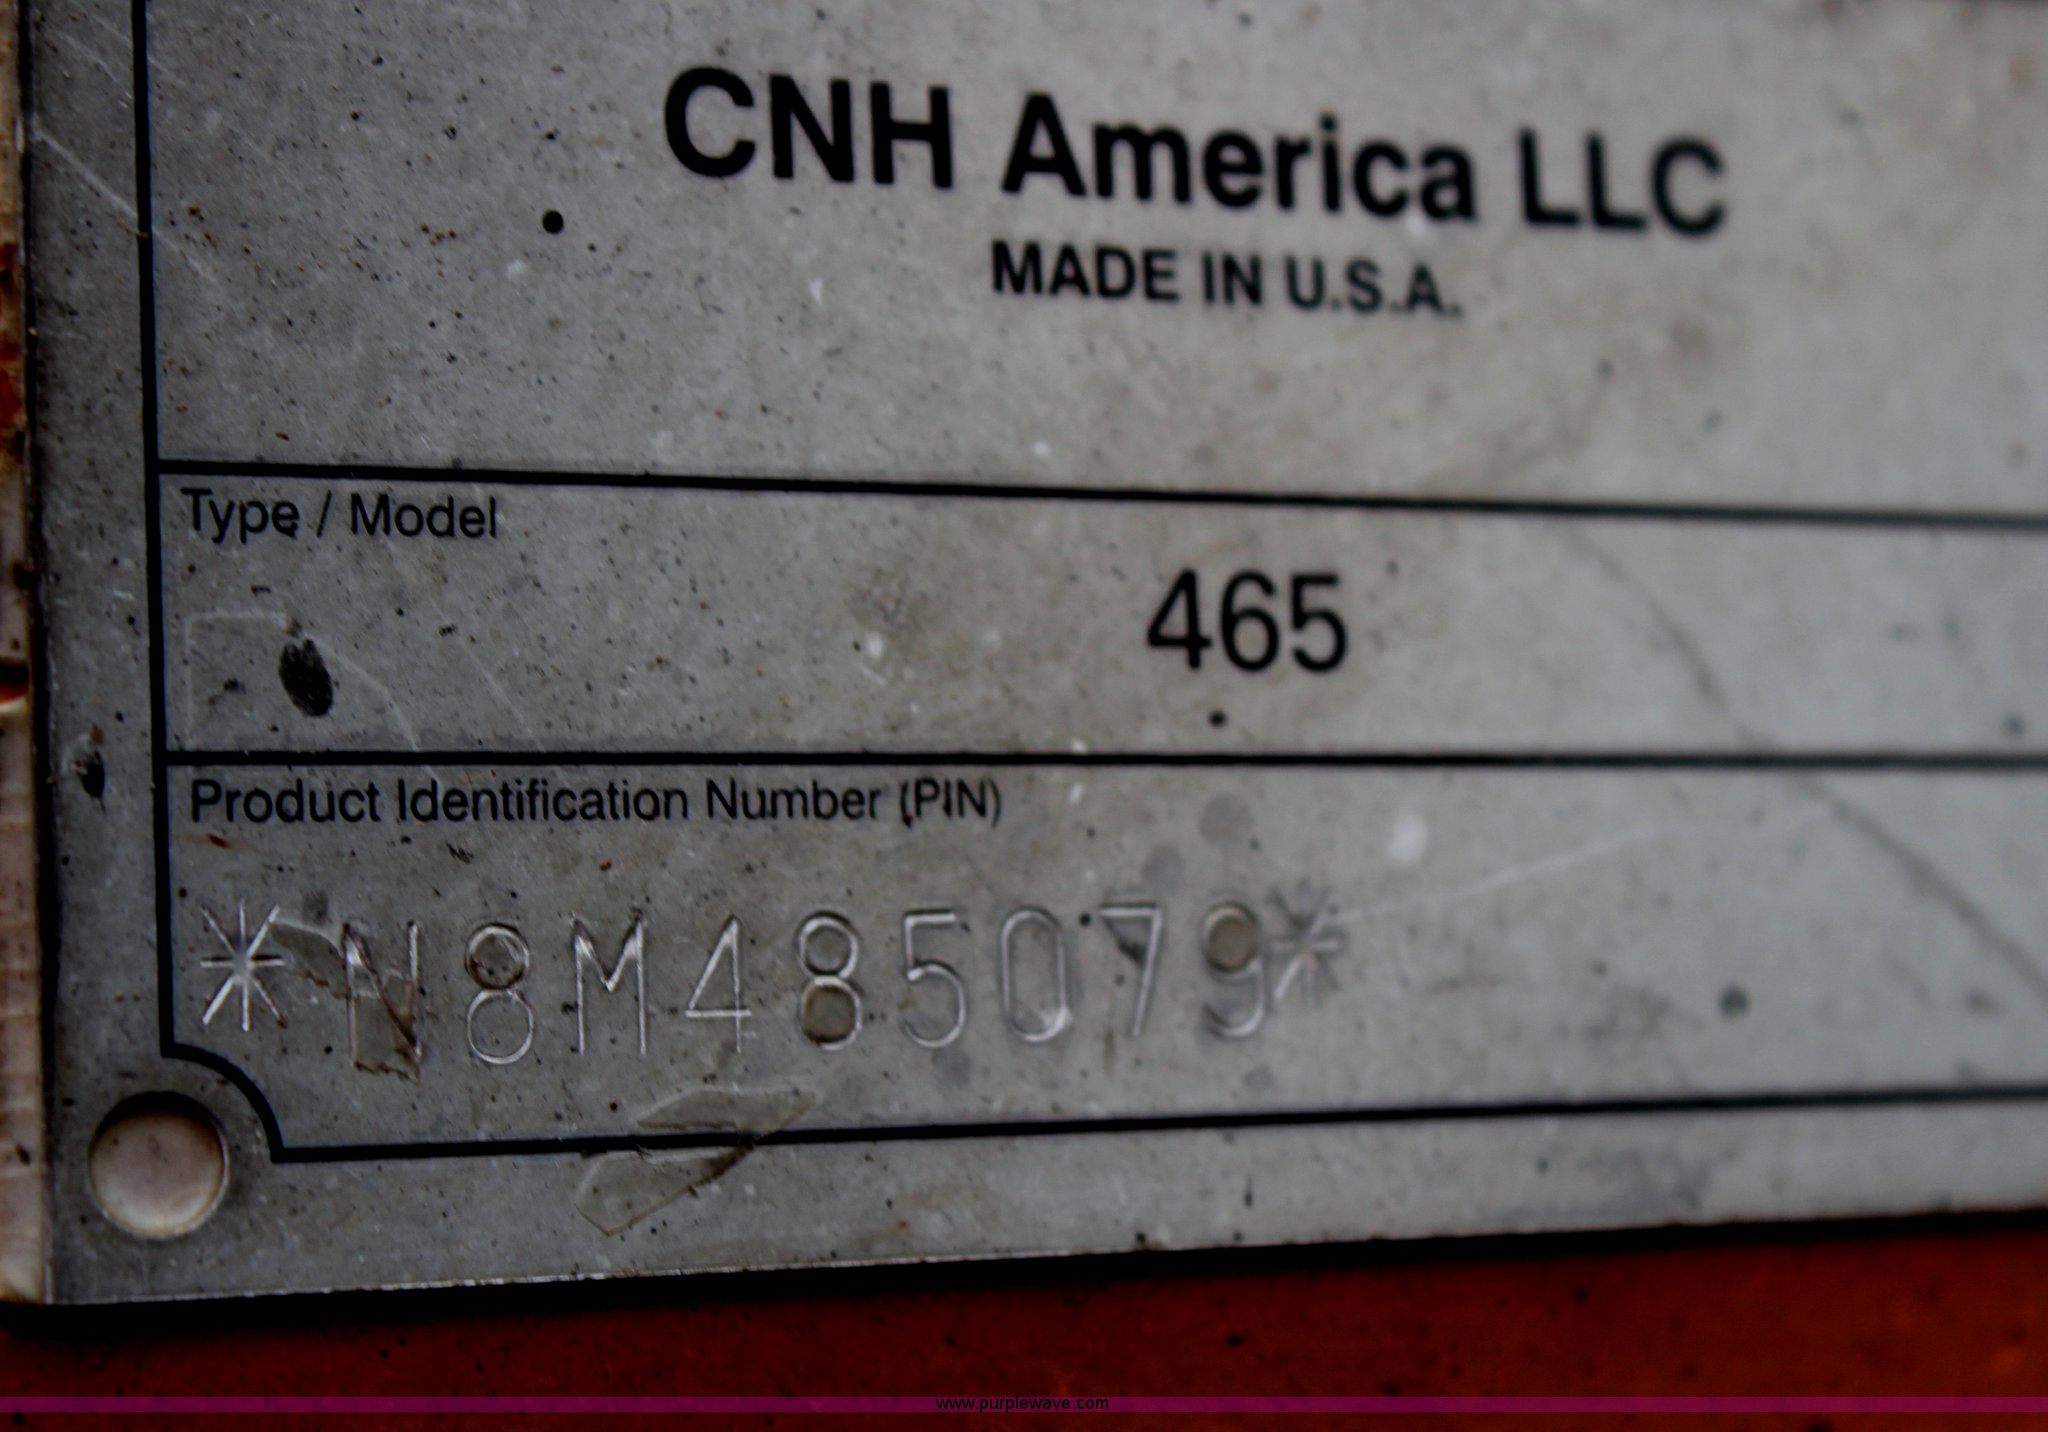 CNH America LLC
MADE IN U.S.A.
Type / Model
465
Product Identification Number (PIN)
*N8M485079*
www.purplewave.com